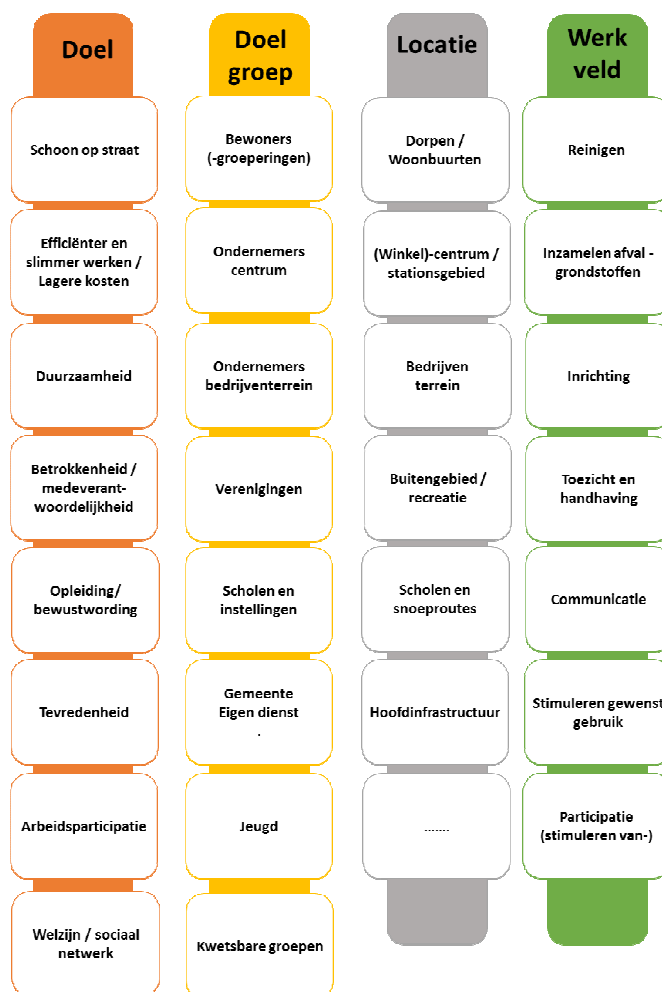 Doel
Schoon op straat
Efficiënter en
slimmer werken /
Lagere kosten
Duurzaamheid
Betrokkenheid /
medeverant-
woordelijkheid
Opleiding/
bewustwording
Tevredenheid
Arbeidsparticipatie
Welzijn / sociaal
netwerk
Doel
groep
Bewoners
(-groeperingen)
Ondernemers
centrum
Ondernemers
bedrijventerrein
Verenigingen
Scholen en
instellingen
Gemeente
Eigen dienst
.
Jeugd
Kwetsbare groepen
Locatie
Dorpen /
Woonbuurten
(Winkel)-centrum /
stationsgebied
Bedrijven
terrein
Buitengebied /
recreatie
Scholen en
snoeproutes
Hoofdinfrastructuur
.......
Werk
veld
Reinigen
Inzamelen afval -
grondstoffen
Inrichting
Toezicht en
handhaving
Communicatie
Stimuleren gewenst
gebruik
Participatie
(stimuleren van-)